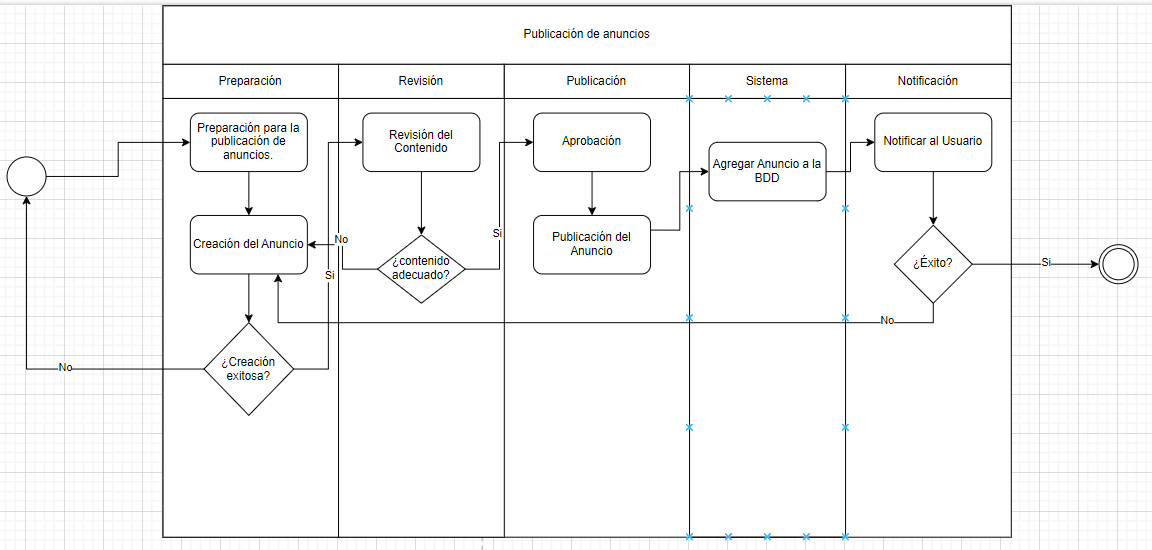 Publicación de anuncios
Preparación
Revisión
Publicación
Sistema
Notificación
Preparación para la
publicación de
anuncios.
Revisión del
Contenido
Aprobación
Agregar Anuncio a la
BDD
Notificar al Usuario
Creación del Anuncio
No
Si
¿contenido
adecuado?
Si
Publicación del
Anuncio
¿Éxito?
Si
No
¿Creación
exitosa?
No